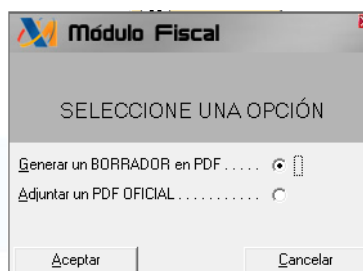 Módulo Fiscal
SELECCIONE UNA OPCIÓN
Generar un BORRADOR en PDF . . . . .
Adjuntar un PDF OFICIAL . . . . . . . . . . .
Aceptar Cancelar